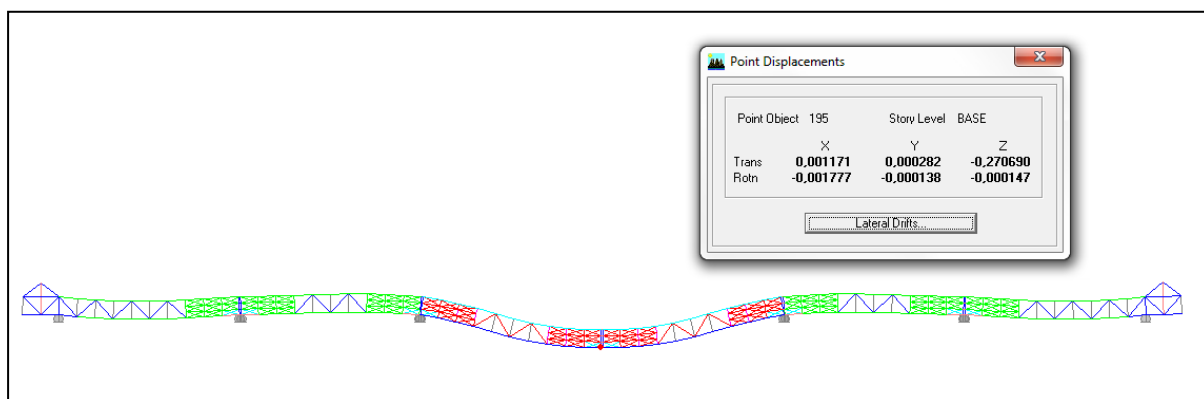 Point Displacements
Point Object 195 Story Level BASE
X Y Z
Trans 0,001171 0,000282 -0,270690
Rotn -0,001777 -0,000138 -0,000147
Lateral Drifts...